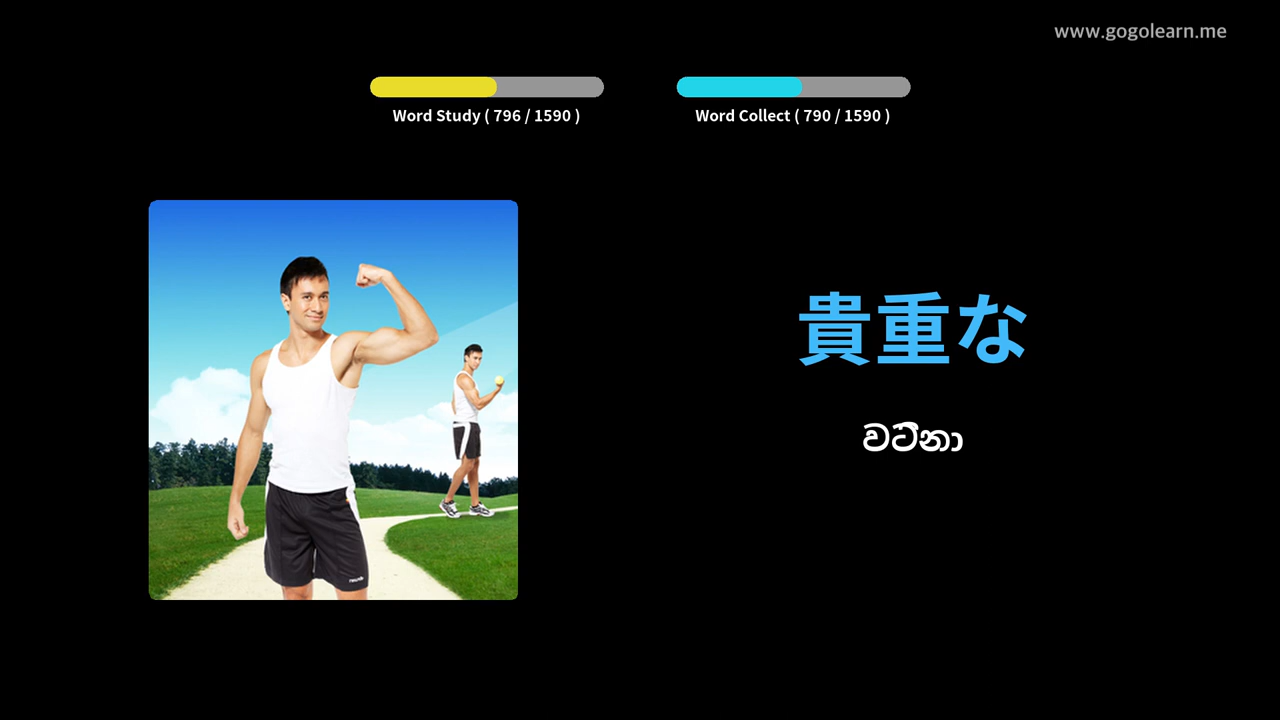 www.gogolearn.me
Word Study ( 796 / 1590 )
Word Collect ( 790 / 1590 )
貴重な
වටිනා